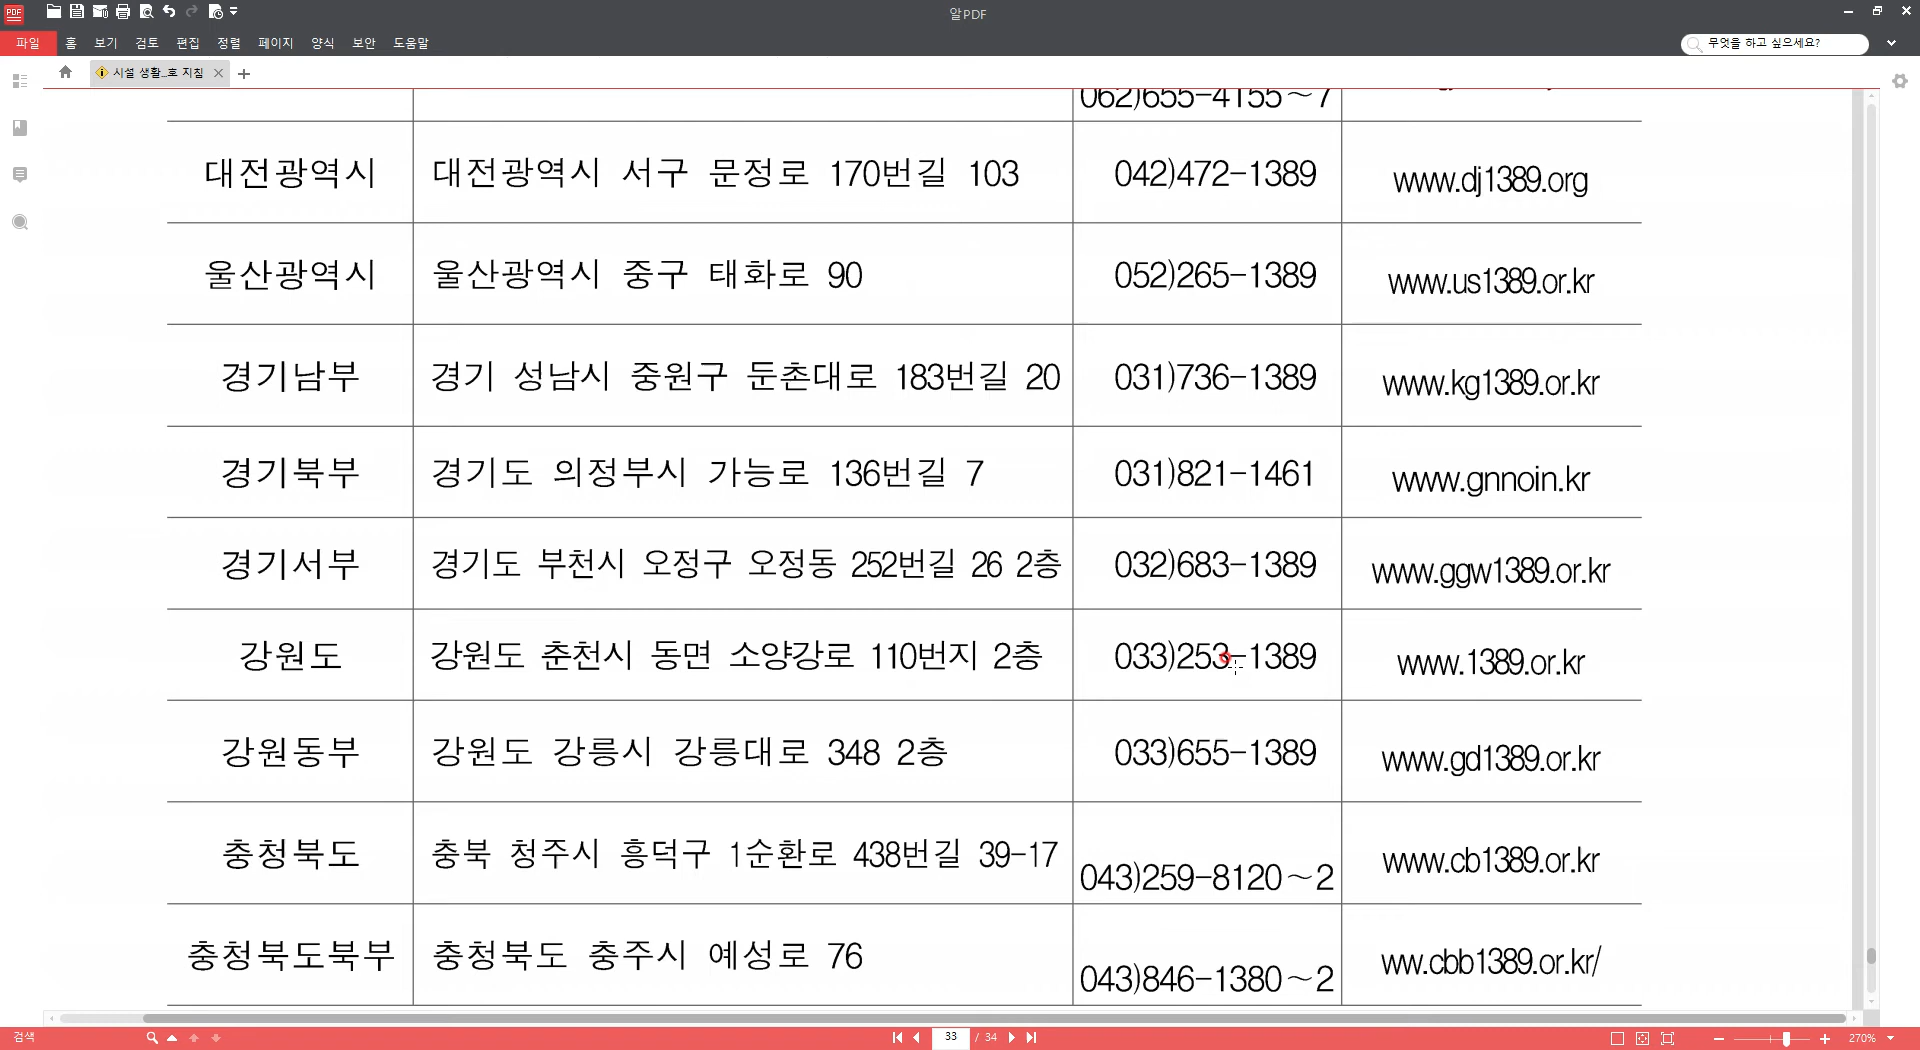 PDF
알PDF
파일 홈 보기 검토 편집 정렬 페이지 양식 보안 도움말
무엇을 하고 싶으세요?
시설 생활...호 지침
062)655-4155~7
대전광역시 대전광역시 서구 문정로 170번길 103 042)472-1389 www.dj1389.org
울산광역시 울산광역시 중구 태화로 90 052)265-1389 www.us1389.or.kr
경기남부 경기 성남시 중원구 둔촌대로 183번길 20 031)736-1389 www.kg1389.or.kr
경기북부 경기도 의정부시 가능로 136번길 7 031)821-1461 www.gnnoin.kr
경기서부 경기도 부천시 오정구 오정동 252번길 26 2층 032)683-1389 www.ggw1389.or.kr
강원도 강원도 춘천시 동면 소양강로 110번지 2층 033)253-1389 www.1389.or.kr
강원동부 강원도 강릉시 강릉대로 348 2층 033)655-1389 www.gd1389.or.kr
충청북도 충북 청주시 흥덕구 1순환로 438번길 39-17 043)259-8120~2 www.cb1389.or.kr
충청북도북부 충청북도 충주시 예성로 76 043)846-1380~2 ww.cbb1389.or.kr/
검색 33 / 34 270%